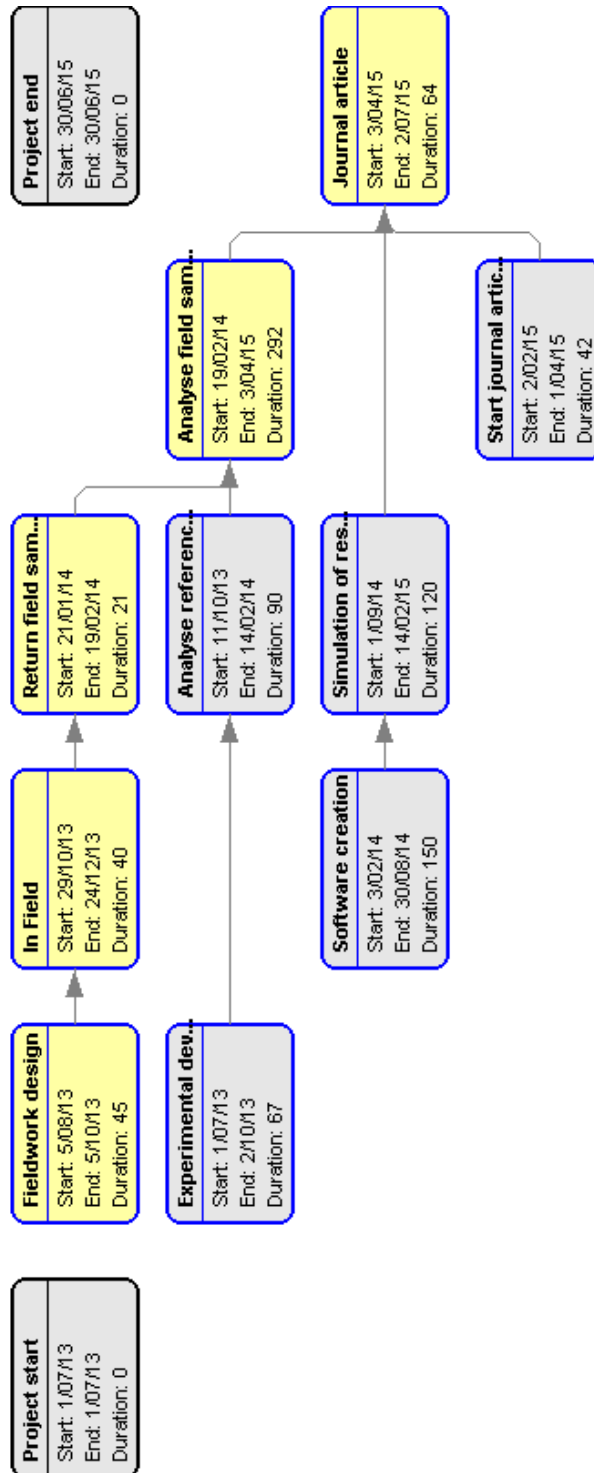 Project start
Start: 1/07/13
End: 1/07/13
Duration: 0
Fieldwork design
Start: 5/08/13
End: 5/10/13
Duration: 45
In Field
Start: 29/10/13
End: 24/12/13
Duration: 40
Return field sam...
Start: 21/01/14
End: 19/02/14
Duration: 21
Project end
Start: 30/06/15
End: 30/06/15
Duration: 0
Analyse field sam...
Start: 19/02/14
End: 3/04/15
Duration: 292
Experimental dev...
Start: 1/07/13
End: 2/10/13
Duration: 67
Analyse referenc...
Start: 11/10/13
End: 14/02/14
Duration: 90
Software creation
Start: 3/02/14
End: 30/08/14
Duration: 150
Simulation of res...
Start: 1/09/14
End: 14/02/15
Duration: 120
Journal article
Start: 3/04/15
End: 2/07/15
Duration: 64
Start journal artic...
Start: 2/02/15
End: 1/04/15
Duration: 42